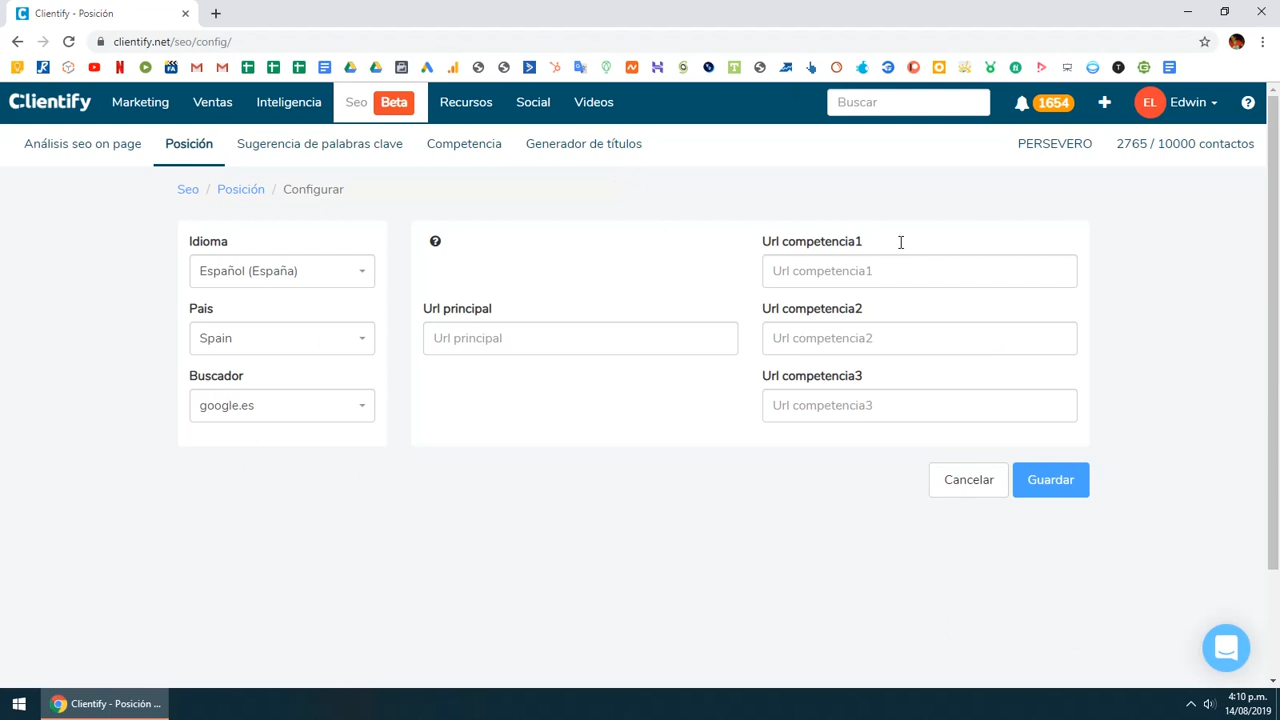 Clientify - Posición
clientify.net/seo/config/
Clientify
Marketing
Ventas
Inteligencia
Seo Beta
Recursos
Social
Videos
Buscar
1654
EL Edwin
Análisis seo on page
Posición
Sugerencia de palabras clave
Competencia
Generador de títulos
PERSEVERO
2765 / 10000 contactos
Seo / Posición / Configurar
Idioma
Español (España)
Pais
Spain
Buscador
google.es
Url principal
Url principal
Url competencia1
Url competencia1
Url competencia2
Url competencia2
Url competencia3
Url competencia3
Cancelar
Guardar
Clientify - Posición ...
4:10 p.m.
14/08/2019